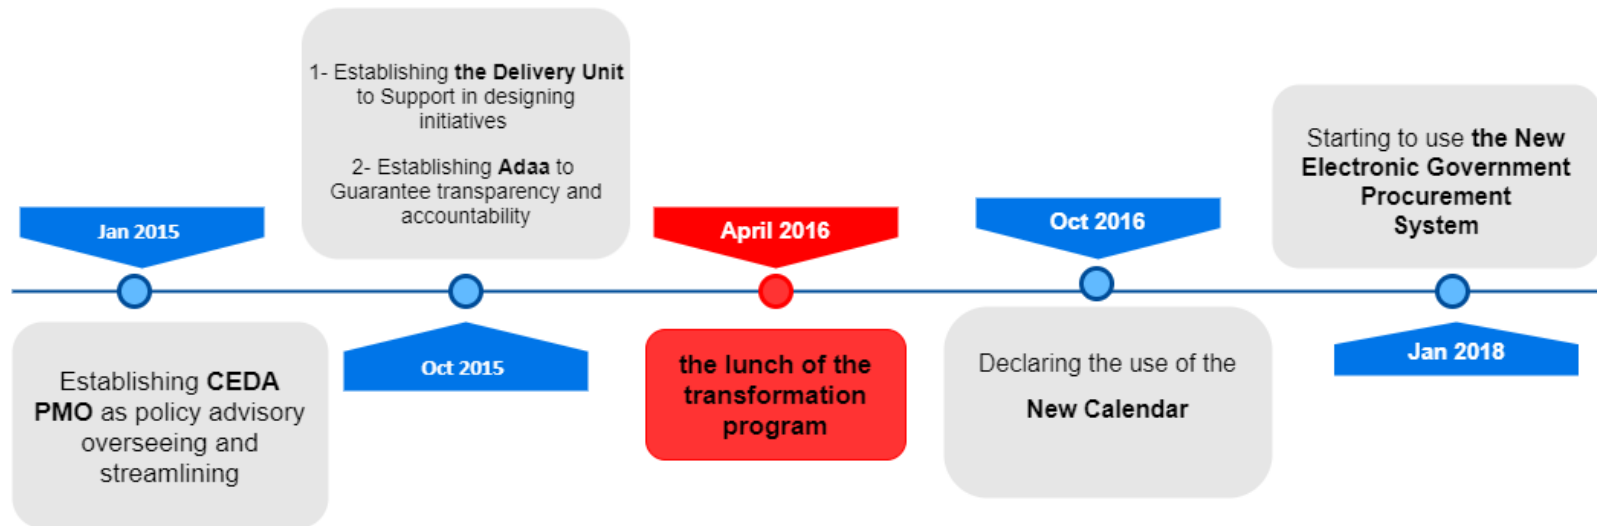 Jan 2015
Establishing CEDA
PMO as policy advisory
overseeing and
streamlining
1- Establishing the Delivery Unit
to Support in designing
initiatives
2- Establishing Adaa to
Guarantee transparency and
accountability
Oct 2015
April 2016
the lunch of the
transformation
program
Oct 2016
Declaring the use of the
New Calendar
Starting to use the New
Electronic Government
Procurement
System
Jan 2018